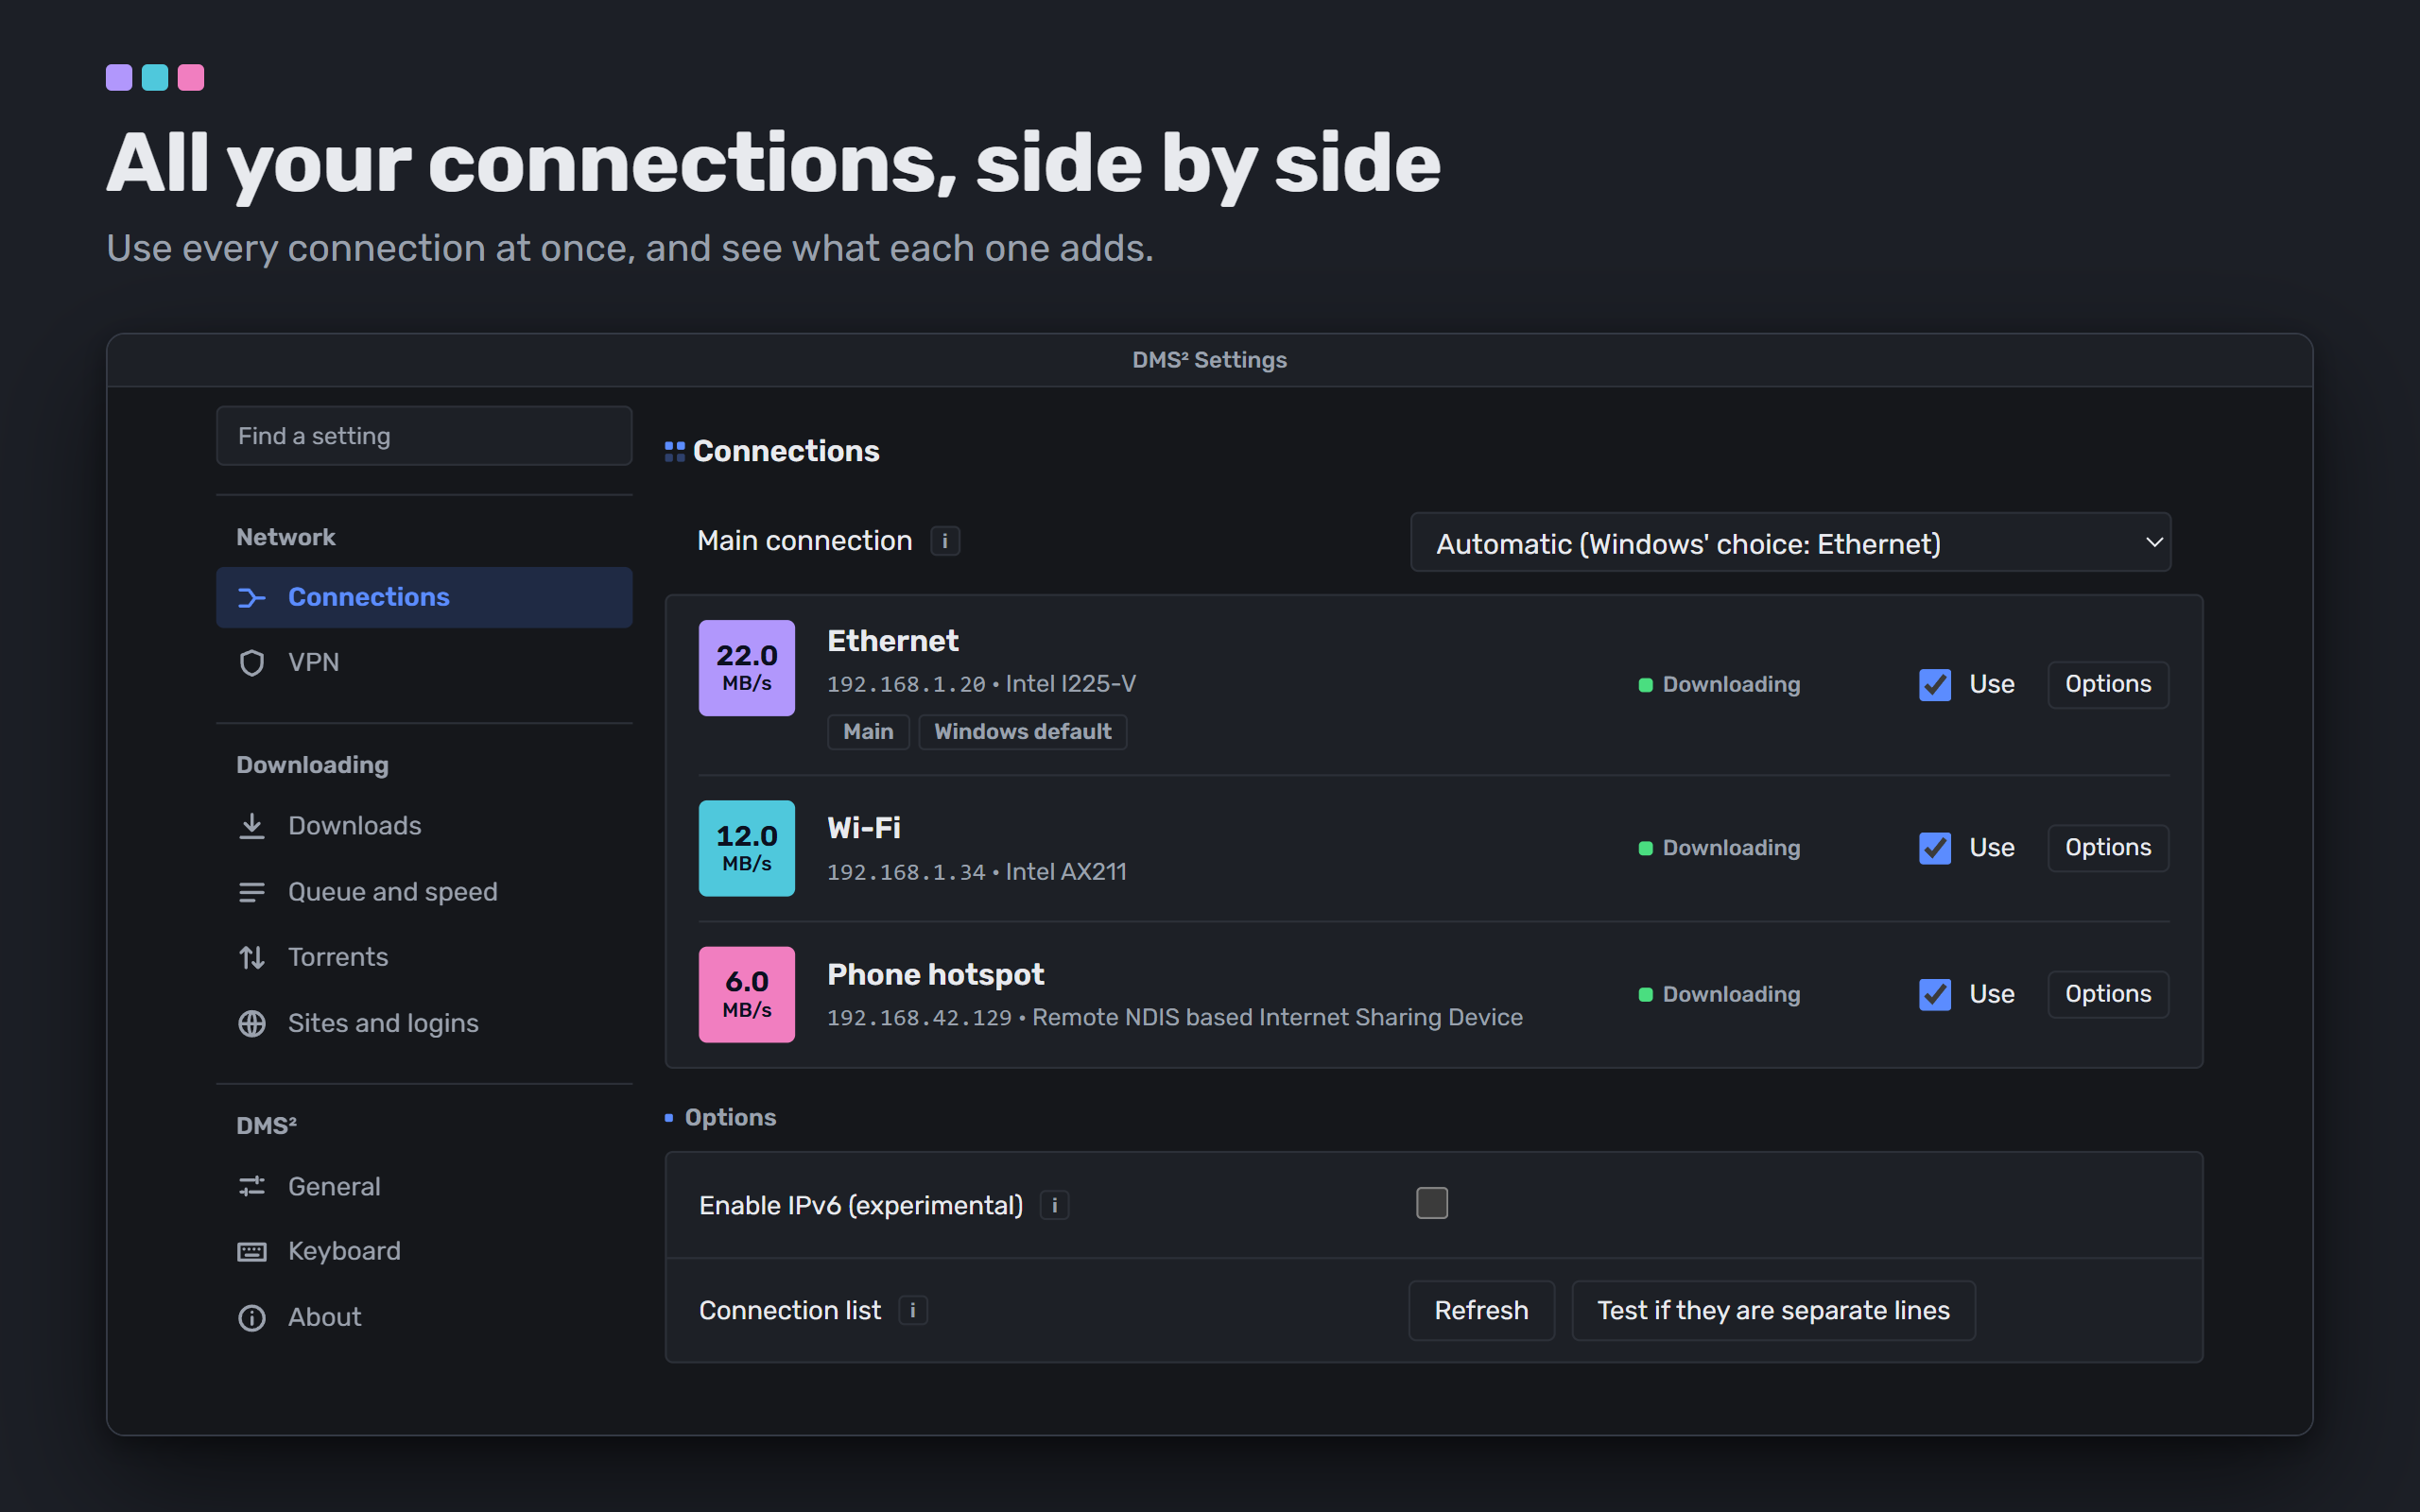 All your connections, side by side
Use every connection at once, and see what each one adds.
DMS² Settings
Find a setting
Network
Connections
VPN
Downloading
Downloads
Queue and speed
Torrents
Sites and logins
DMS²
General
Keyboard
About
Connections
Main connection i
Automatic (Windows' choice: Ethernet)
22.0
MB/s
Ethernet
192.168.1.20 • Intel I225-V
Main
Windows default
Downloading
Use
Options
12.0
MB/s
Wi-Fi
192.168.1.34 • Intel AX211
Downloading
Use
Options
6.0
MB/s
Phone hotspot
192.168.42.129 • Remote NDIS based Internet Sharing Device
Downloading
Use
Options
Options
Enable IPv6 (experimental) i
Connection list i
Refresh
Test if they are separate lines